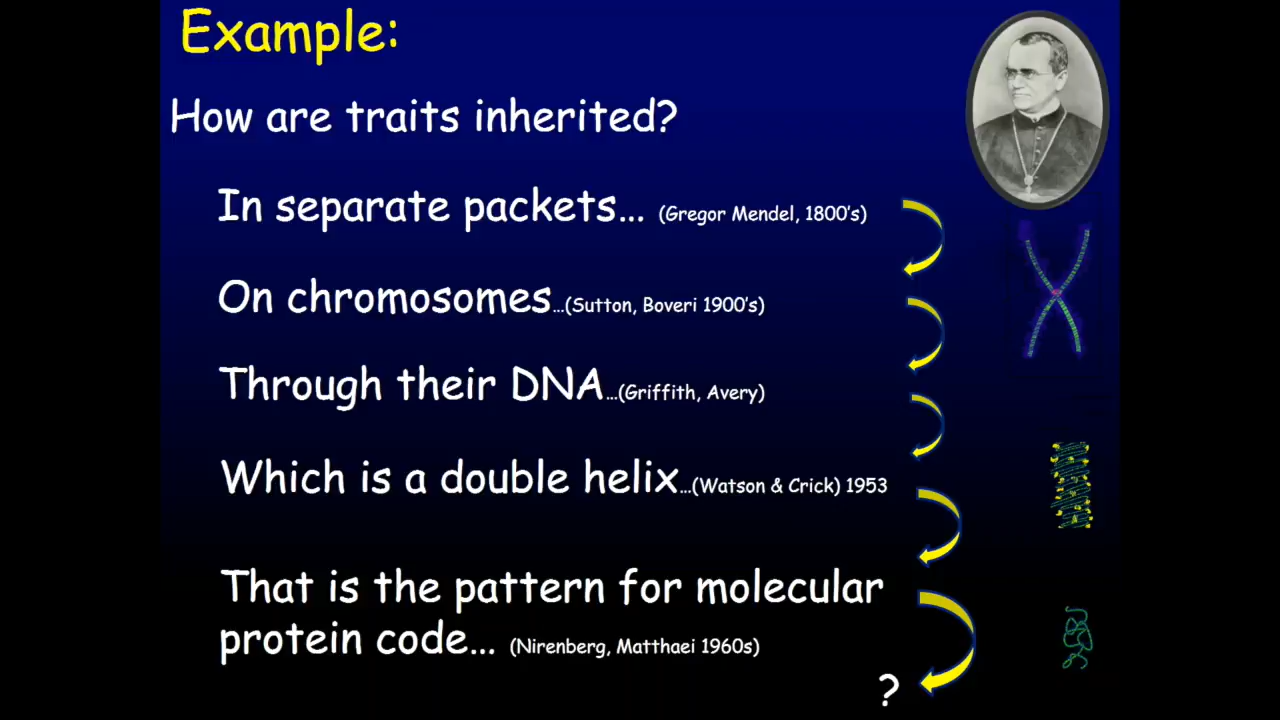 Example:
How are traits inherited?
In separate packets... (Gregor Mendel, 1800's)
On chromosomes...(Sutton, Boveri 1900's)
Through their DNA...(Griffith, Avery)
Which is a double helix...(Watson & Crick) 1953
That is the pattern for molecular
protein code... (Nirenberg, Matthaei 1960s)
?